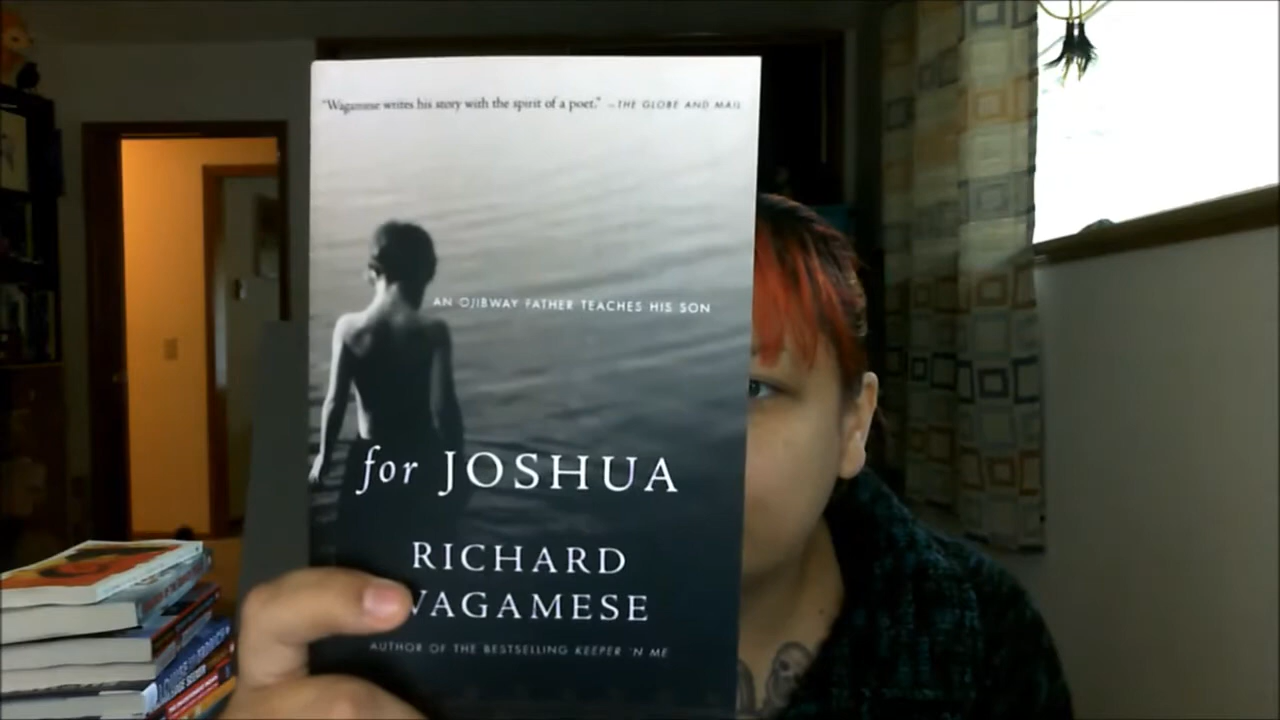 "Wagamese writes his story with the spirit of a poet." –THE GLOBE AND MAIL
AN OJIBWAY FATHER TEACHES HIS SON
for JOSHUA
RICHARD
WAGAMESE
AUTHOR OF THE BESTSELLING KEEPER 'N ME